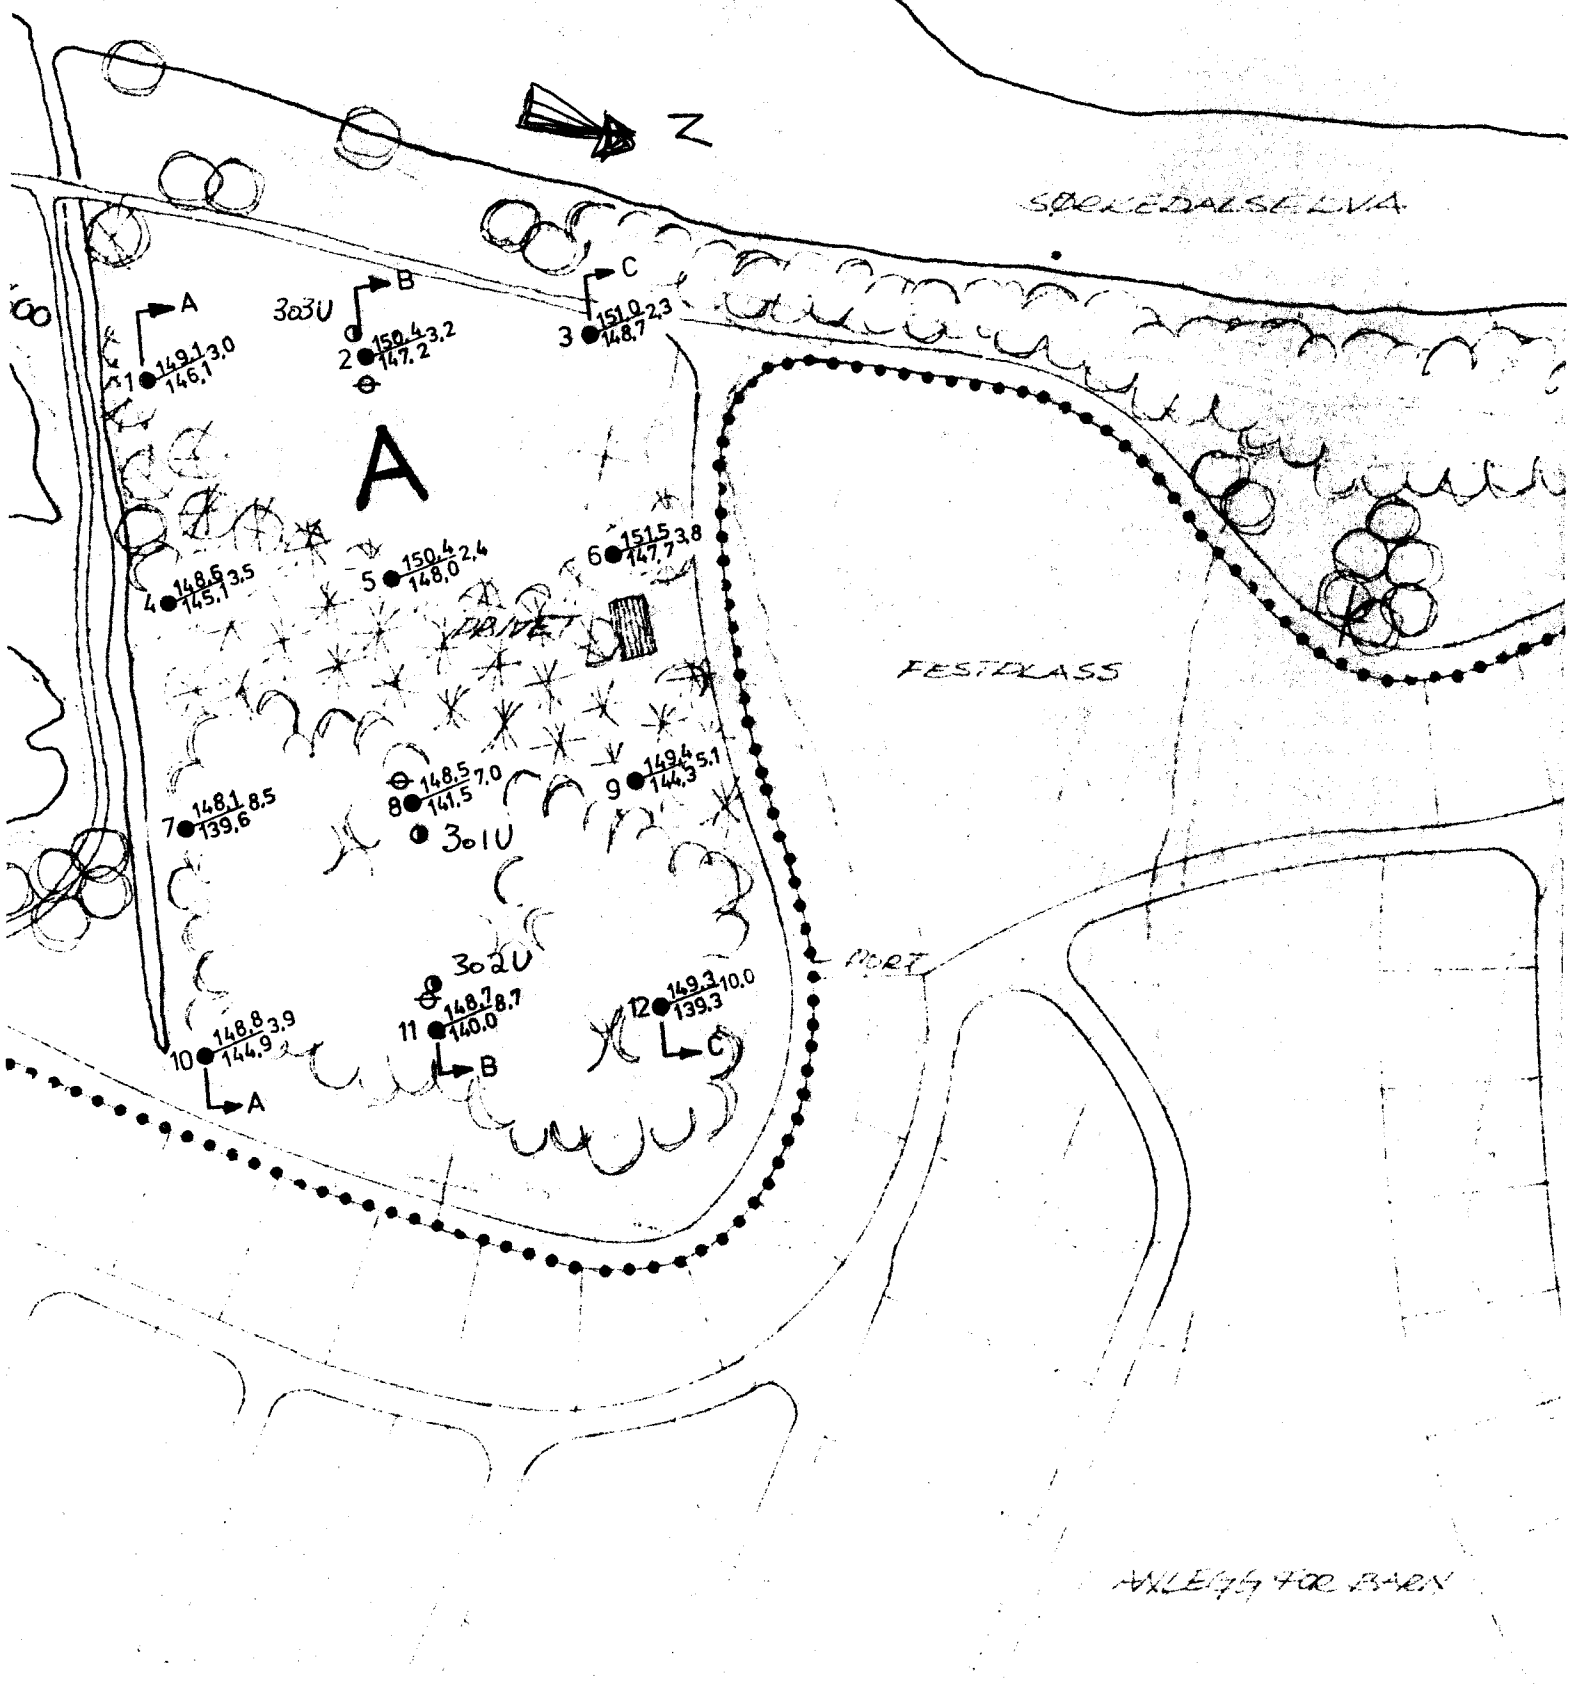 N
SØRKEDALSELVA
C
B
A
303U
151.0 2,3
3
148,7
150.4 3,2
2
147.2
149.1 3,0
1
146.1
A
151.5 3,8
6
147.7
150.4 2,4
5
148,0
148.6 3,5
4
145.1
DRIVET
FESTPLASS
149.4 5.1
9
144,3
148,5 7,0
8
141.5
148,1 8,5
7
139,6
301U
302U
PORT
149.3 10.0
12
139.3
148,7 8,7
11
140,0
148,8 3,9
10
144,9
C
B
A
ANLEGG FOR BARN